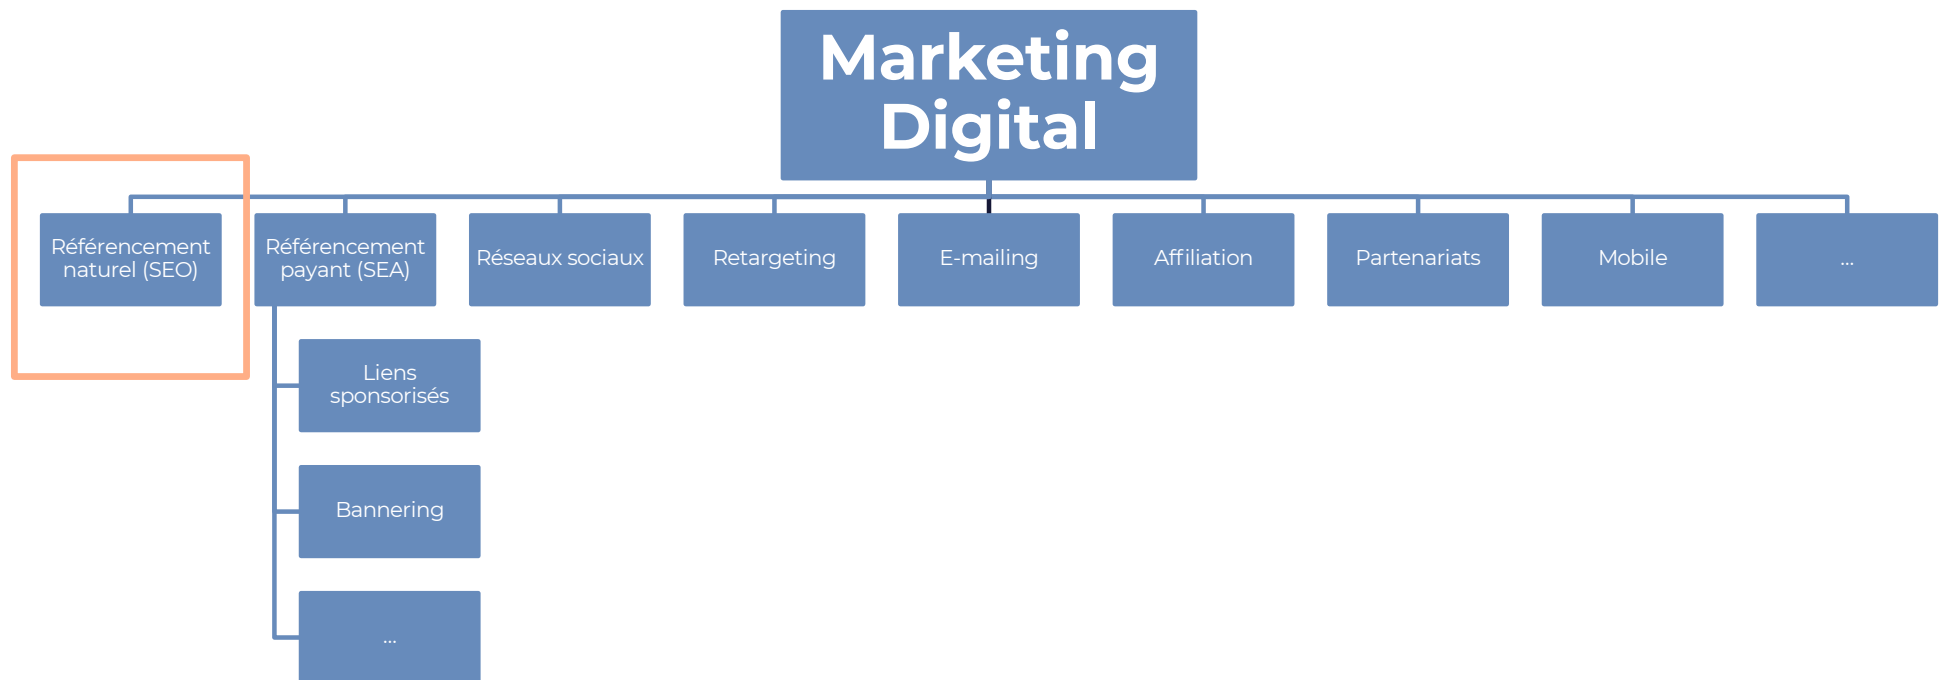 Marketing
Digital
Référencement
naturel (SEO)
Référencement
payant (SEA)
Réseaux sociaux
Retargeting
E-mailing
Affiliation
Partenariats
Mobile
...
Liens
sponsorisés
Bannering
...